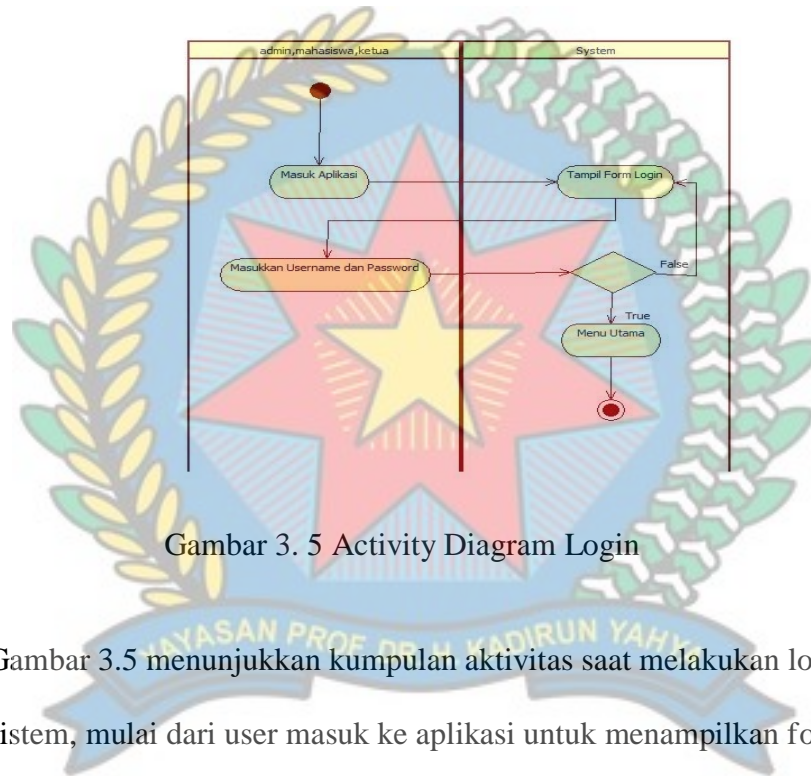 admin,mahasiswa,ketua System
Masuk Aplikasi Tampil Form Login
Masukkan Username dan Password False
True
Menu Utama
Gambar 3. 5 Activity Diagram Login
YAYASAN PROF. DR. H. KADIRUN YAHYA
Gambar 3.5 menunjukkan kumpulan aktivitas saat melakukan lo
istem, mulai dari user masuk ke aplikasi untuk menampilkan fo